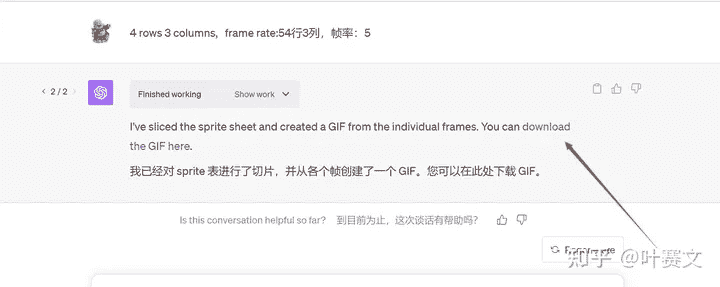 4 rows 3 columns, frame rate:54行3列，帧率：5
2 / 2
Finished working
Show work
I've sliced the sprite sheet and created a GIF from the individual frames. You can download
the GIF here.
我已经对 sprite 表进行了切片，并从各个帧创建了一个 GIF。您可以在此处下载 GIF。
Is this conversation helpful so far? 到目前为止，这次谈话有帮助吗？
知乎 @叶赛文